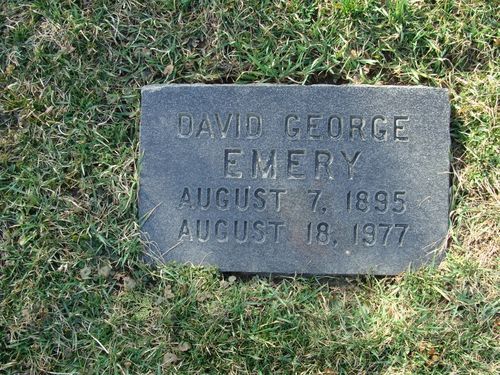 DAVID GEORGE
EMERY
AUGUST 7, 1895
AUGUST 18, 1977